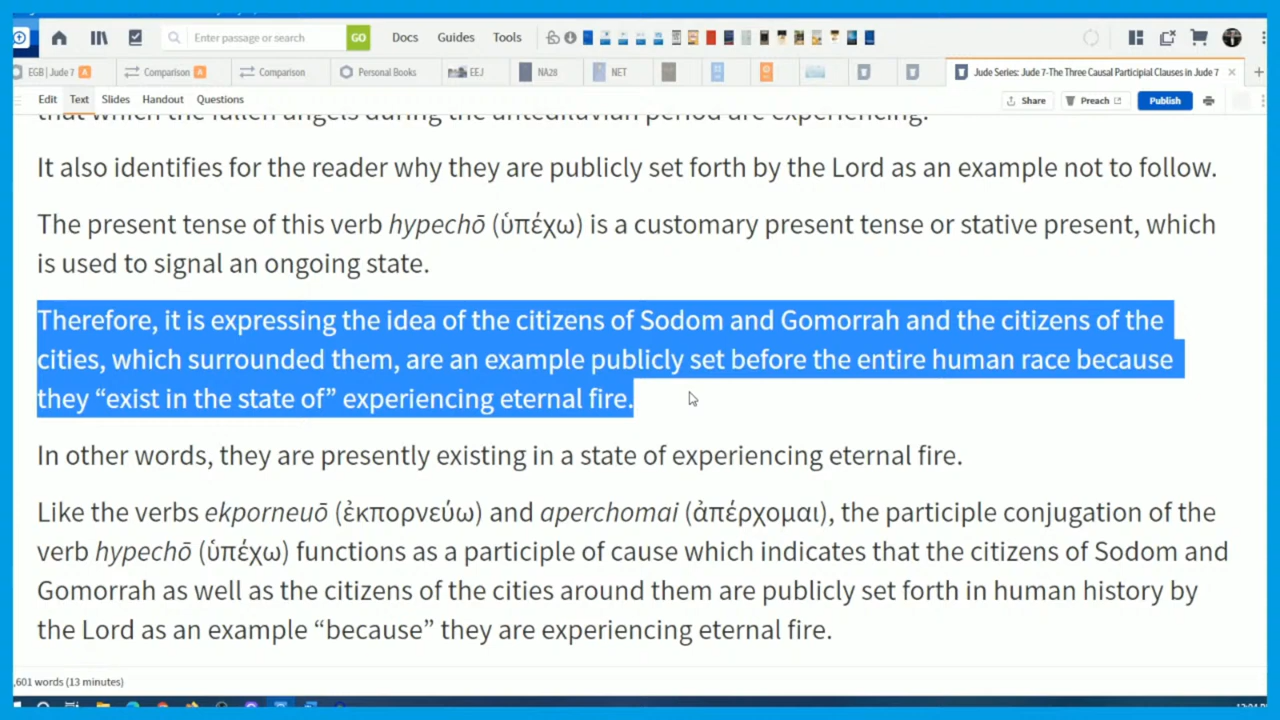 Enter passage or search
GO
Docs
Guides
Tools
EGB | Jude 7 A
Comparison A
Comparison
Personal Books
EEJ
NA28
NET
Jude Series: Jude 7-The Three Causal Participial Clauses in Jude 7
Edit
Text
Slides
Handout
Questions
Share
Preach
Publish
that which the fallen angels during the antediluvian period are experiencing.
It also identifies for the reader why they are publicly set forth by the Lord as an example not to follow.
The present tense of this verb hypechō (ὑπέχω) is a customary present tense or stative present, which
is used to signal an ongoing state.
Therefore, it is expressing the idea of the citizens of Sodom and Gomorrah and the citizens of the
cities, which surrounded them, are an example publicly set before the entire human race because
they “exist in the state of” experiencing eternal fire.
In other words, they are presently existing in a state of experiencing eternal fire.
Like the verbs ekporneuō (ἐκπορνεύω) and aperchomai (ἀπέρχομαι), the participle conjugation of the
verb hypechō (ὑπέχω) functions as a participle of cause which indicates that the citizens of Sodom and
Gomorrah as well as the citizens of the cities around them are publicly set forth in human history by
the Lord as an example “because” they are experiencing eternal fire.
,601 words (13 minutes)